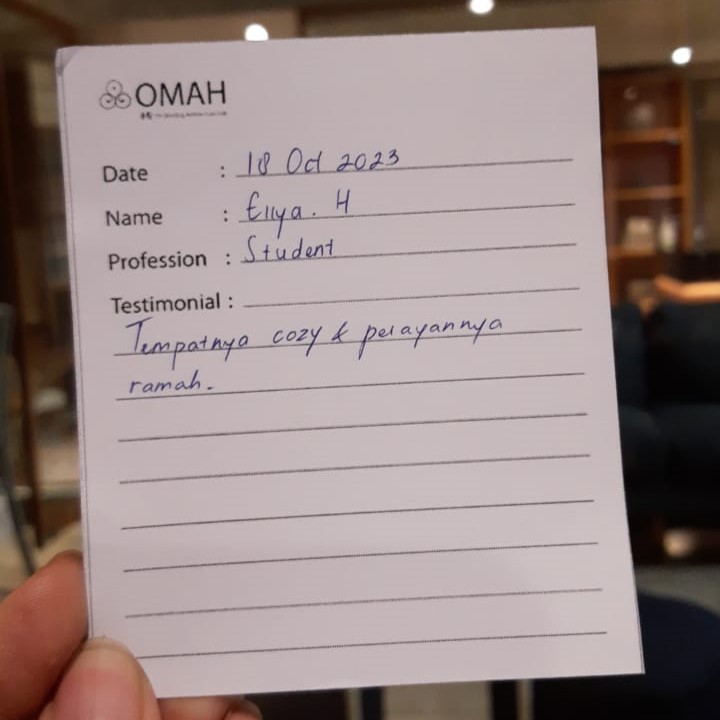 OMAH
Date : 18 Oct 2023
Name : Ellya. H
Profession : Student
Testimonial :
Tempatnya cozy & pelayannya
ramah.